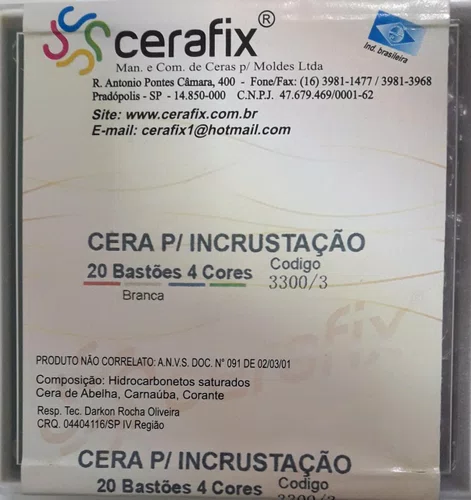 cerafix®
Ind. brasileira
Man. e Com. de Ceras p/ Moldes Ltda
R. Antonio Pontes Câmara, 400 - Fone/Fax: (16) 3981-1477 / 3981-3968
Pradópolis - SP - 14.850-000 C.N.P.J. 47.679.469/0001-62
Site: www.cerafix.com.br
E-mail: cerafix1@hotmail.com
CERA P/ INCRUSTAÇÃO
20 Bastões 4 Cores Codigo
3300/3
Branca
cerafix
PRODUTO NÃO CORRELATO: A.N.V.S. DOC. N° 091 DE 02/03/01
Composição: Hidrocarbonetos saturados
Cera de Abelha, Carnaúba, Corante
Resp. Tec. Darkon Rocha Oliveira
CRQ. 04404116/SP IV Região
CERA P/ INCRUSTAÇÃO
20 Bastões 4 Cores Codigo
3300/3